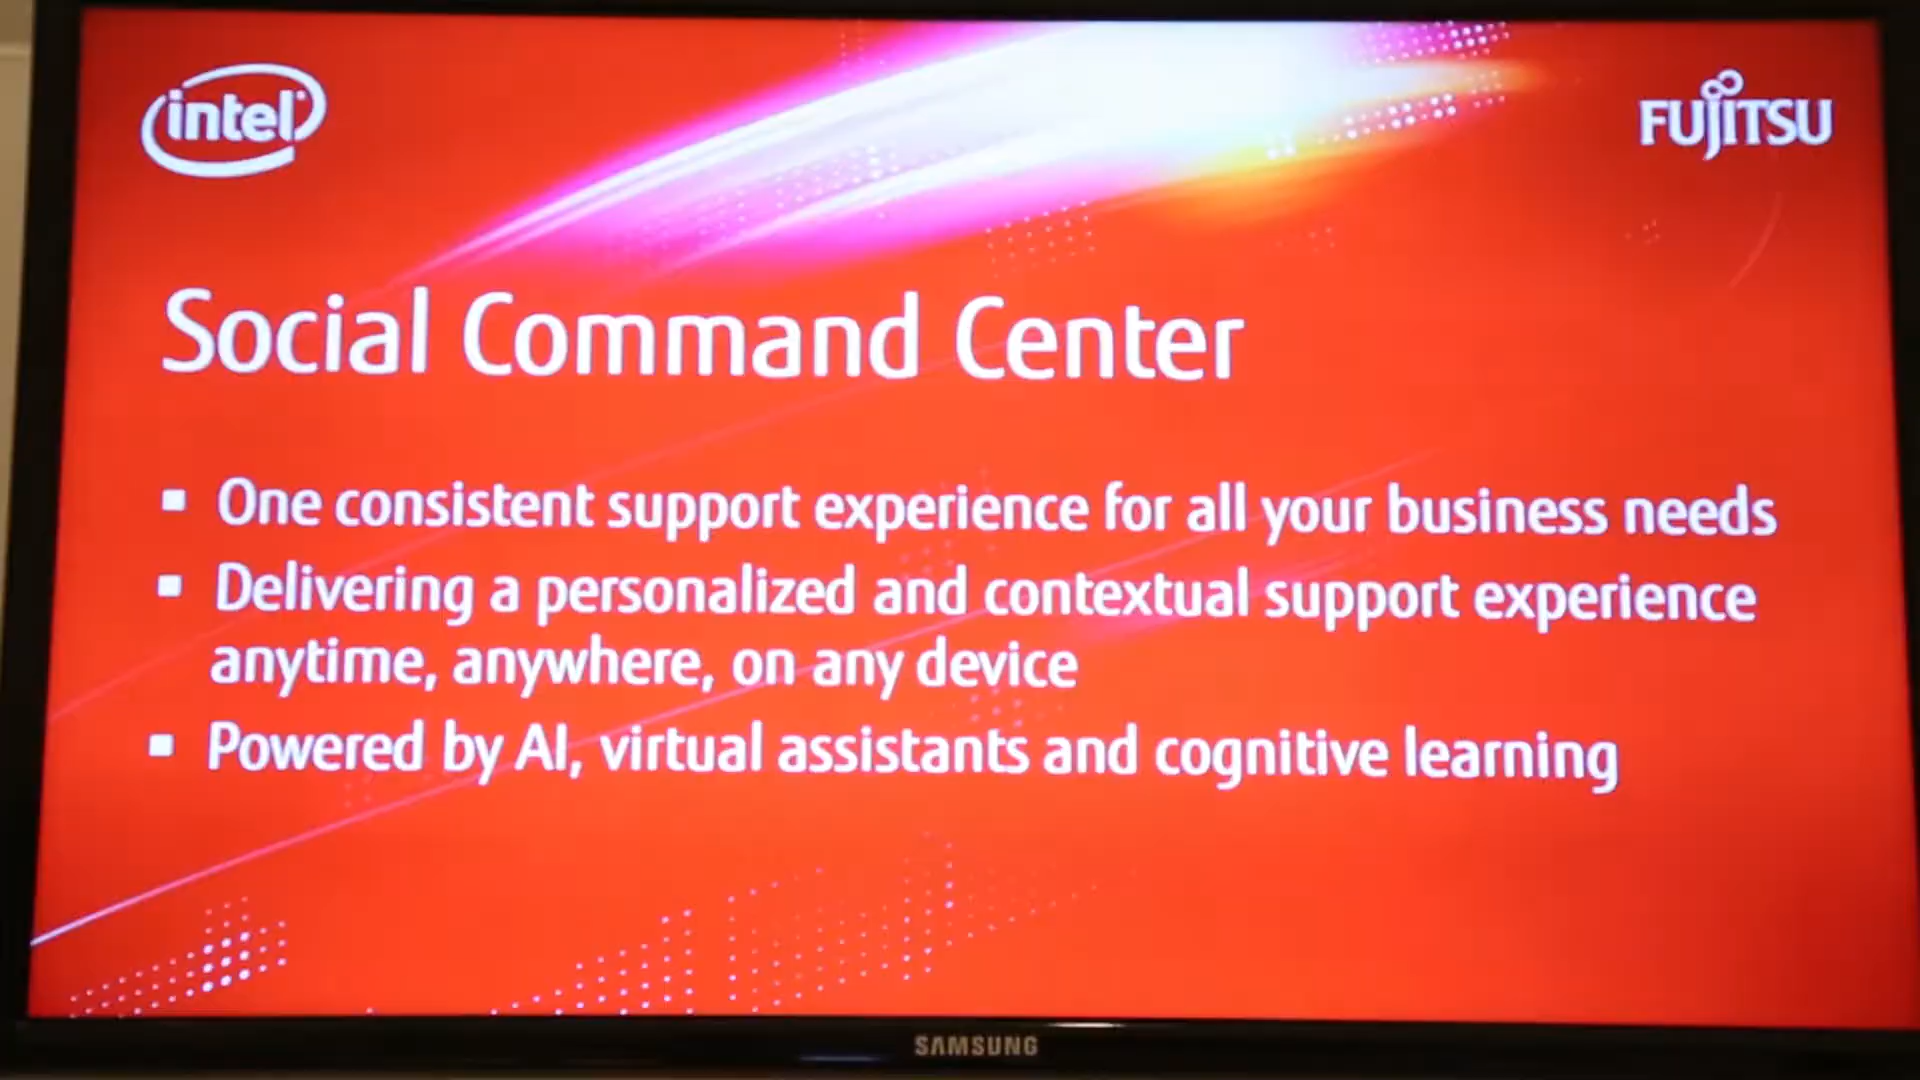 intel
FUJITSU
Social Command Center
▪ One consistent support experience for all your business needs
▪ Delivering a personalized and contextual support experience
anytime, anywhere, on any device
▪ Powered by AI, virtual assistants and cognitive learning
SAMSUNG